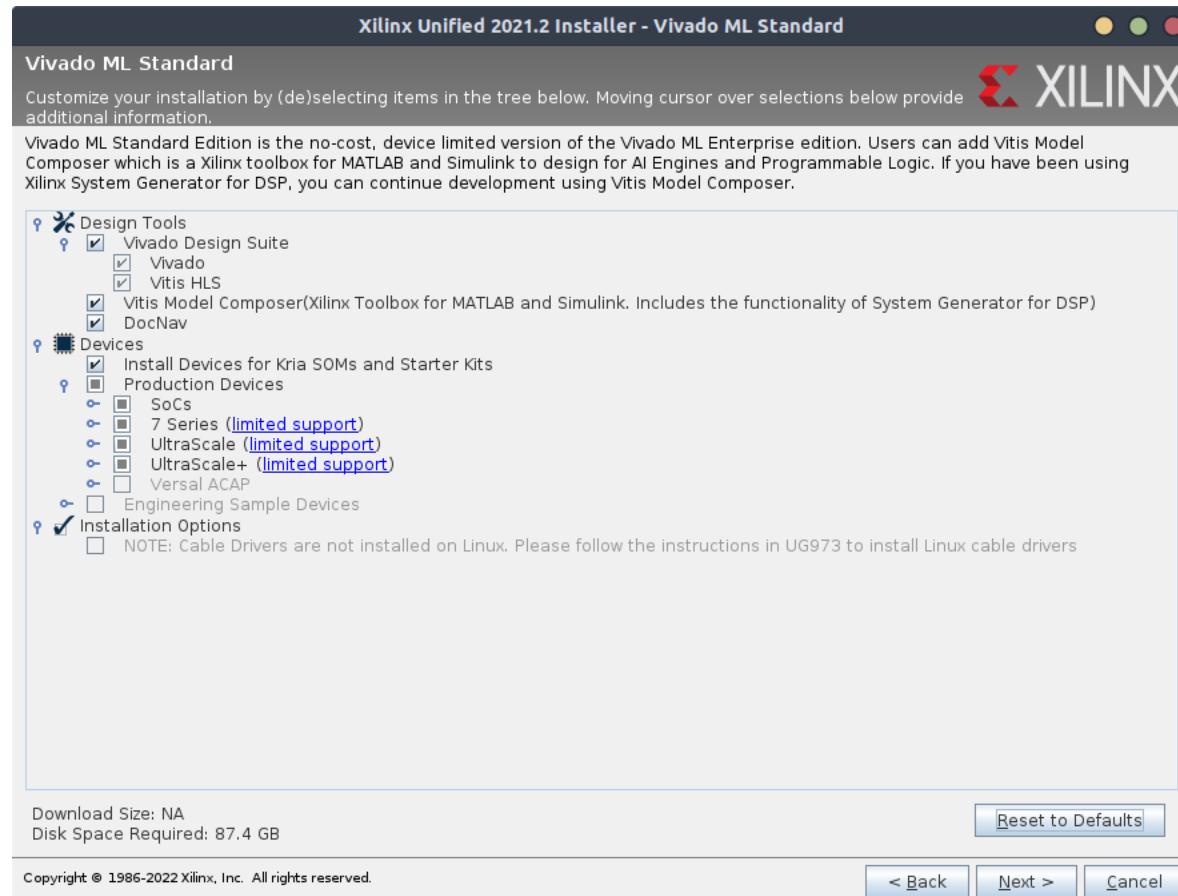 Xilinx Unified 2021.2 Installer - Vivado ML Standard
Vivado ML Standard
Customize your installation by (de)selecting items in the tree below. Moving cursor over selections below provide
additional information.
XILINX
Vivado ML Standard Edition is the no-cost, device limited version of the Vivado ML Enterprise edition. Users can add Vitis Model
Composer which is a Xilinx toolbox for MATLAB and Simulink to design for AI Engines and Programmable Logic. If you have been using
Xilinx System Generator for DSP, you can continue development using Vitis Model Composer.
Design Tools
Vivado Design Suite
Vivado
Vitis HLS
Vitis Model Composer(Xilinx Toolbox for MATLAB and Simulink. Includes the functionality of System Generator for DSP)
DocNav
Devices
Install Devices for Kria SOMs and Starter Kits
Production Devices
SoCs
7 Series (limited support)
UltraScale (limited support)
UltraScale+ (limited support)
Versal ACAP
Engineering Sample Devices
Installation Options
NOTE: Cable Drivers are not installed on Linux. Please follow the instructions in UG973 to install Linux cable drivers
Download Size: NA
Disk Space Required: 87.4 GB
Reset to Defaults
Copyright © 1986-2022 Xilinx, Inc. All rights reserved.
< Back
Next >
Cancel